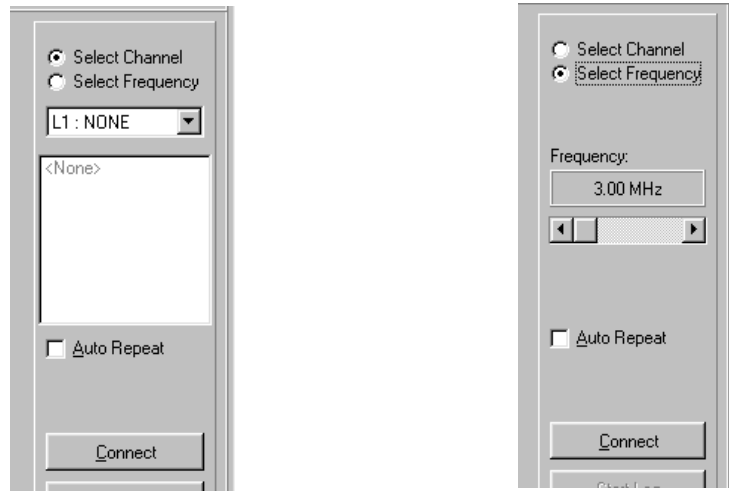 Select Channel
Select Frequency
L1 : NONE
<None>
Auto Repeat
Connect
Select Channel
Select Frequency
Frequency:
3.00 MHz
Auto Repeat
Connect